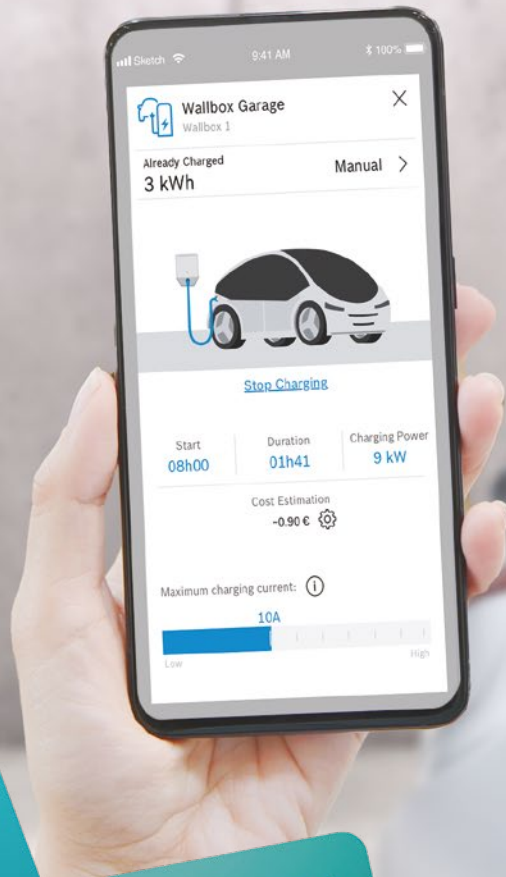 Sketch 9:41 AM 100%
Wallbox Garage
Wallbox 1
Already Charged
3 kWh
Manual
Stop Charging
Start Duration Charging Power
08h00 01h41 9 kW
Cost Estimation
~0.90 €
Maximum charging current:
10A
Low High